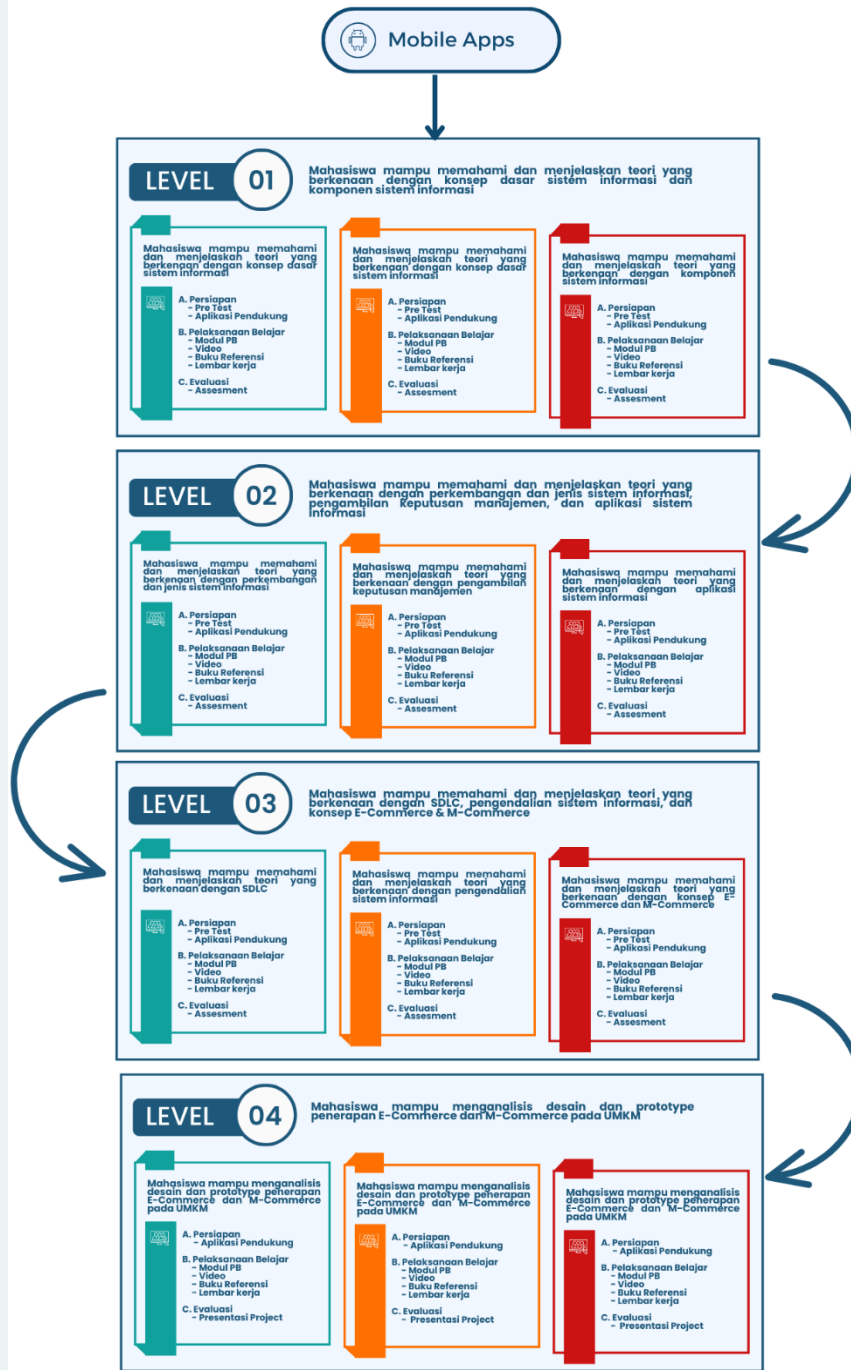 Mobile Apps
LEVEL 01
Mahasiswa mampu memahami dan menjelaskan teori yang
berkenaan dengan konsep dasar sistem informasi dan
komponen sistem informasi
Mahasiswa mampu memahami
dan menjelaskan teori yang
berkenaan dengan konsep dasar
sistem informasi
A. Persiapan
- Pre Test
- Aplikasi Pendukung
B. Pelaksanaan Belajar
- Modul PB
- Video
- Buku Referensi
- Lembar kerja
C. Evaluasi
- Assesment
Mahasiswa mampu memahami
dan menjelaskan teori yang
berkenaan dengan konsep dasar
sistem informasi
A. Persiapan
- Pre Test
- Aplikasi Pendukung
B. Pelaksanaan Belajar
- Modul PB
- Video
- Buku Referensi
- Lembar kerja
C. Evaluasi
- Assesment
Mahasiswa mampu memahami
dan menjelaskan teori yang
berkengan dengan komponen
sistem informasi
A. Persiapan
- Pre Test
- Aplikasi Pendukung
B. Pelaksanaan Belajar
- Modul PB
- Video
- Buku Referensi
- Lembar kerja
C. Evaluasi
- Assesment
LEVEL 02
Mahasiswa mampu memahami dan menjelaskan teori yang
berkenaan dengan perkembangan dan jenis sistem informasi,
pengambilan keputusan manajemen, dan aplikasi sistem
informasi
Mahasiswa mampu memahami
dan menjelaskan teori yang
berkenaan dengan perkembangan
dan jenis sistem informasi
A. Persiapan
- Pre Test
- Aplikasi Pendukung
B. Pelaksanaan Belajar
- Modul PB
- Video
- Buku Referensi
- Lembar kerja
C. Evaluasi
- Assesment
Mahasiswa mampu memahami
dan menjelaskan teori yang
berkenaan dengan pengambilan
keputusan manajemen
A. Persiapan
- Pre Test
- Aplikasi Pendukung
B. Pelaksanaan Belajar
- Modul PB
- Video
- Buku Referensi
- Lembar kerja
C. Evaluasi
- Assesment
Mahasiswa mampu memahami
dan menjelaskan teori yang
berkenaan dengan aplikasi
sistem informasi
A. Persiapan
- Pre Test
- Aplikasi Pendukung
B. Pelaksanaan Belajar
- Modul PB
- Video
- Buku Referensi
- Lembar kerja
C. Evaluasi
- Assesment
LEVEL 03
Mahasiswa mampu memahami dan menjelaskan teori yang
berkenaan dengan SDLC, pengendalian sistem informasi, dan
konsep E-Commerce & M-Commerce
Mahasiswa mampu memahami
dan menjelaskan teori yang
berkenaan dengan SDLC
A. Persiapan
- Pre Test
- Aplikasi Pendukung
B. Pelaksanaan Belajar
- Modul PB
- Video
- Buku Referensi
- Lembar kerja
C. Evaluasi
- Assesment
Mahasiswa mampu memahami
dan menjelaskan teori yang
berkenaan dengan pengendalian
sistem informasi
A. Persiapan
- Pre Test
- Aplikasi Pendukung
B. Pelaksanaan Belajar
- Modul PB
- Video
- Buku Referensi
- Lembar kerja
C. Evaluasi
- Assesment
Mahasiswa mampu memahami
dan menjelaskan teori yang
berkenaan dengan konsep E-
Commerce dan M-Commerce
A. Persiapan
- Pre Test
- Aplikasi Pendukung
B. Pelaksanaan Belajar
- Modul PB
- Video
- Buku Referensi
- Lembar kerja
C. Evaluasi
- Assesment
LEVEL 04
Mahasiswa mampu menganalisis desain dan prototype
penerapan E-Commerce dan M-Commerce pada UMKM
Mahasiswa mampu menganalisis
desain dan prototype penerapan
E-Commerce dan M-Commerce
pada UMKM
A. Persiapan
- Aplikasi Pendukung
B. Pelaksanaan Belajar
- Modul PB
- Video
- Buku Referensi
- Lembar kerja
C. Evaluasi
- Presentasi Project
Mahasiswa mampu menganalisis
desain dan prototype penerapan
E-Commerce dan M-Commerce
pada UMKM
A. Persiapan
- Aplikasi Pendukung
B. Pelaksanaan Belajar
- Modul PB
- Video
- Buku Referensi
- Lembar kerja
C. Evaluasi
- Presentasi Project
Mahasiswa mampu menganalisis
desain dan prototype penerapan
E-Commerce dan M-Commerce
pada UMKM
A. Persiapan
- Aplikasi Pendukung
B. Pelaksanaan Belajar
- Modul PB
- Video
- Buku Referensi
- Lembar kerja
C. Evaluasi
- Presentasi Project